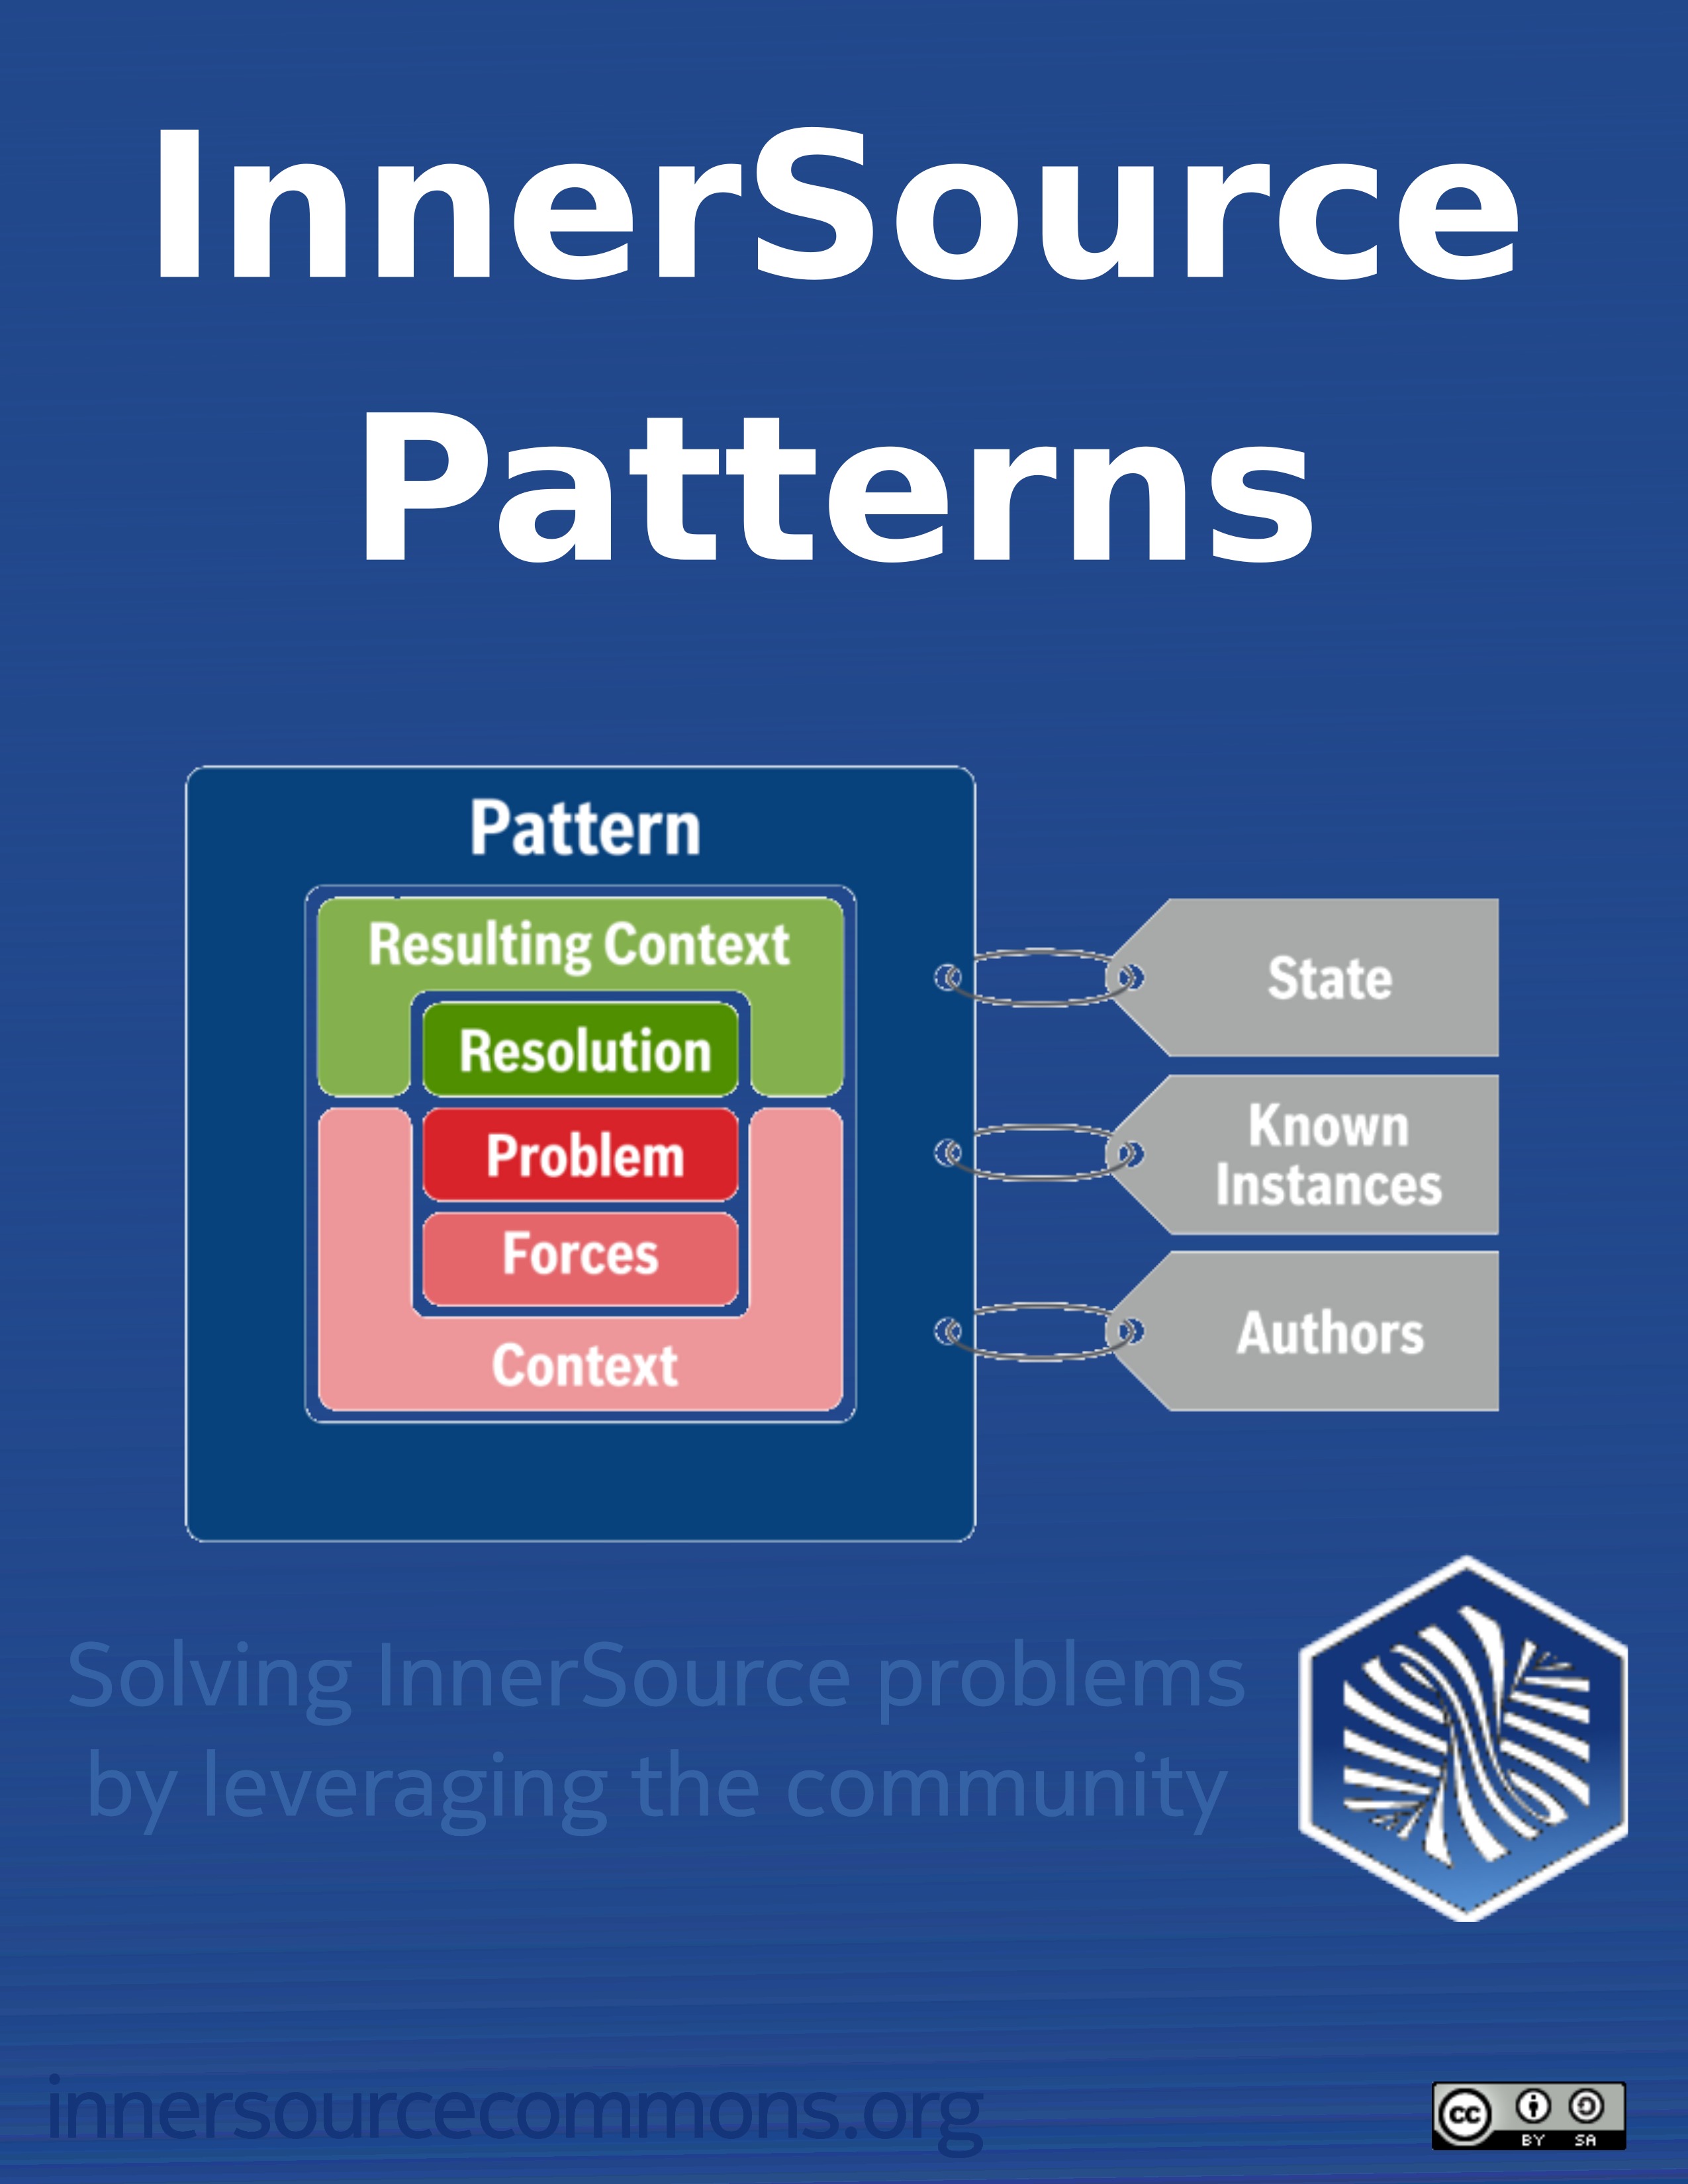 InnerSource
Patterns
Pattern
Resulting Context
Resolution
Problem
Forces
Context
State
Known
Instances
Authors
Solving InnerSource problems
by leveraging the community
innersourcecommons.org
cc
BY SA